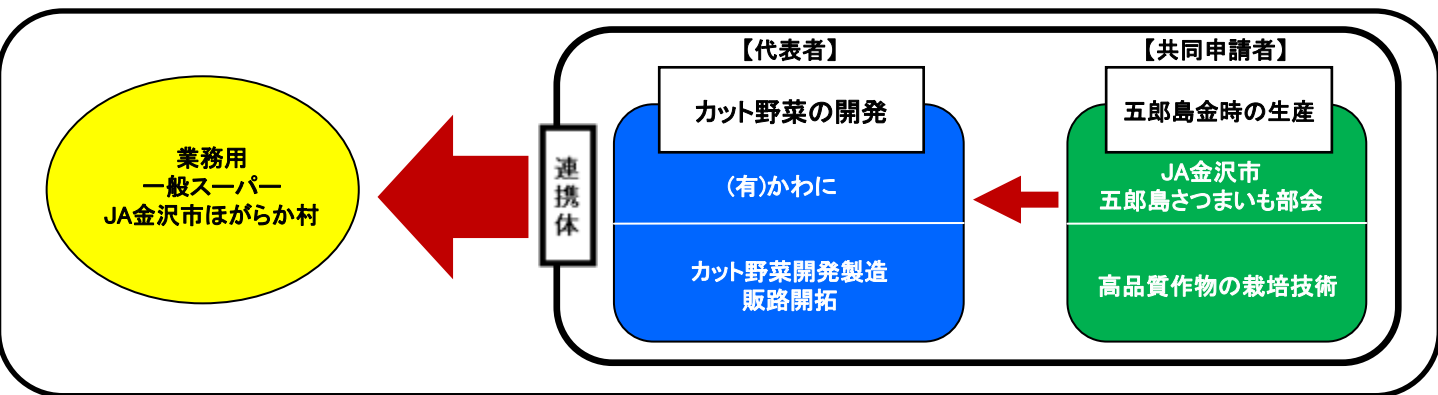 業務用
一般スーパー
JA金沢市ほがらか村
連携体
【代表者】
カット野菜の開発
(有)かわに
カット野菜開発製造
販路開拓
【共同申請者】
五郎島金時の生産
JA金沢市
五郎島さつまいも部会
高品質作物の栽培技術